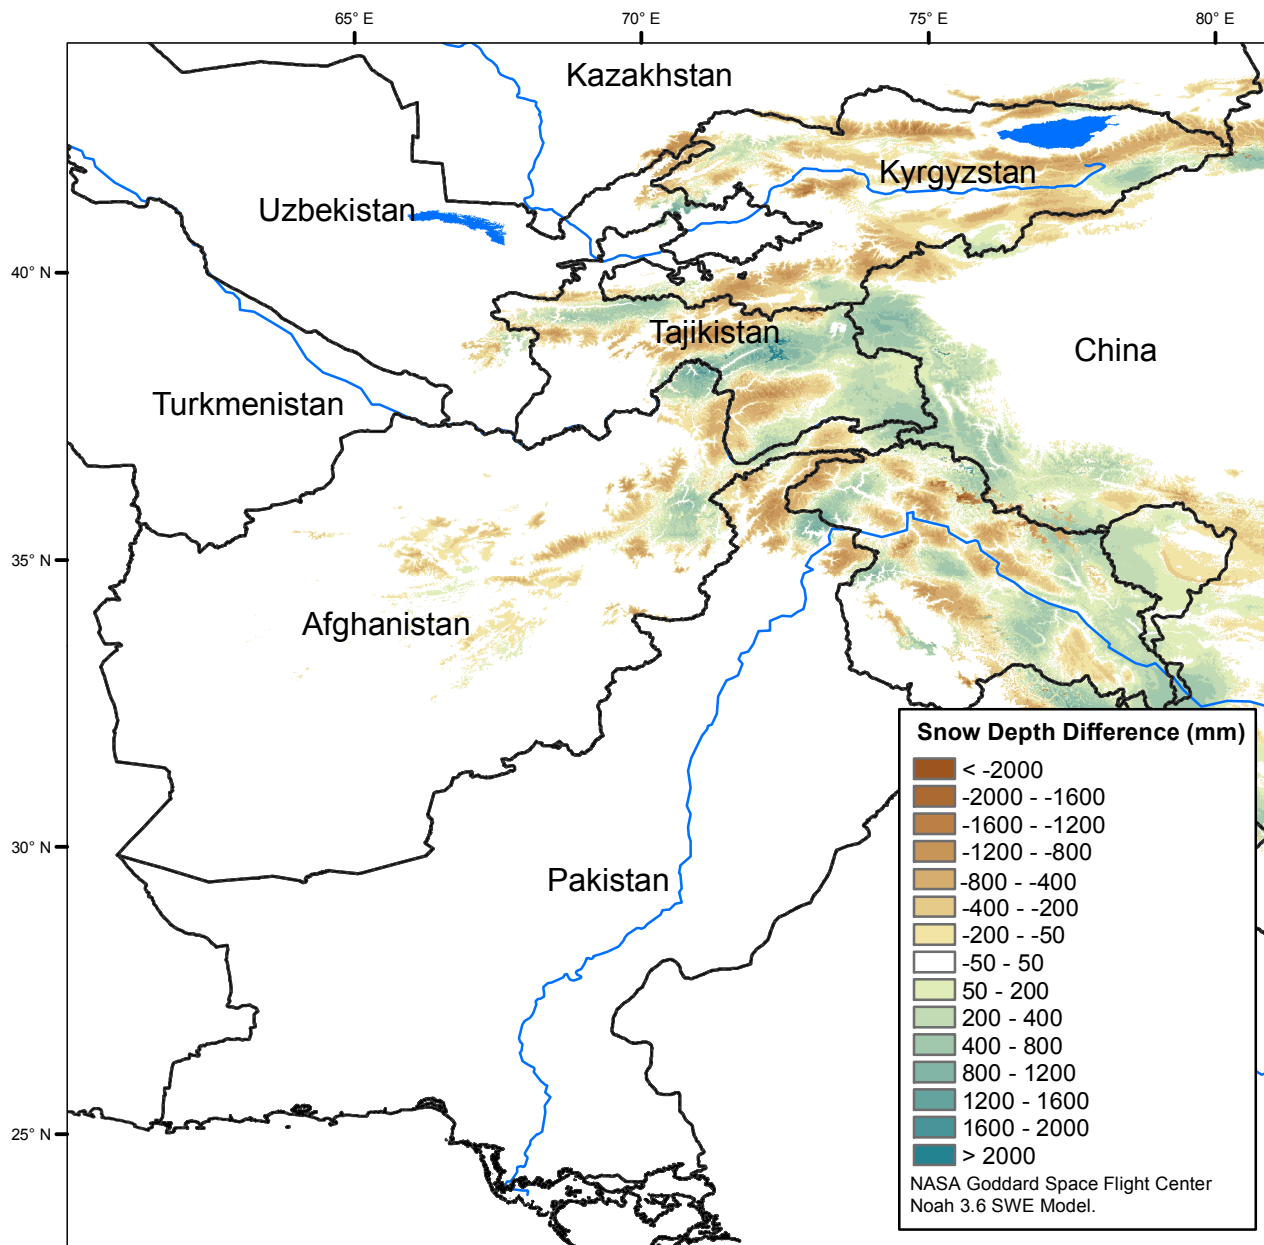 65° E
70° E
75° E
80° E
Kazakhstan
Kyrgyzstan
Uzbekistan
40° N
Tajikistan
China
Turkmenistan
35° N
Afghanistan
Snow Depth Difference (mm)
< -2000
-2000 - -1600
-1600 - -1200
30° N
-1200 - -800
Pakistan
-800 - -400
-400 - -200
-200 - -50
-50 - 50
50 - 200
200 - 400
400 - 800
800 - 1200
1200 - 1600
25° N
1600 - 2000
> 2000
NASA Goddard Space Flight Center
Noah 3.6 SWE Model.